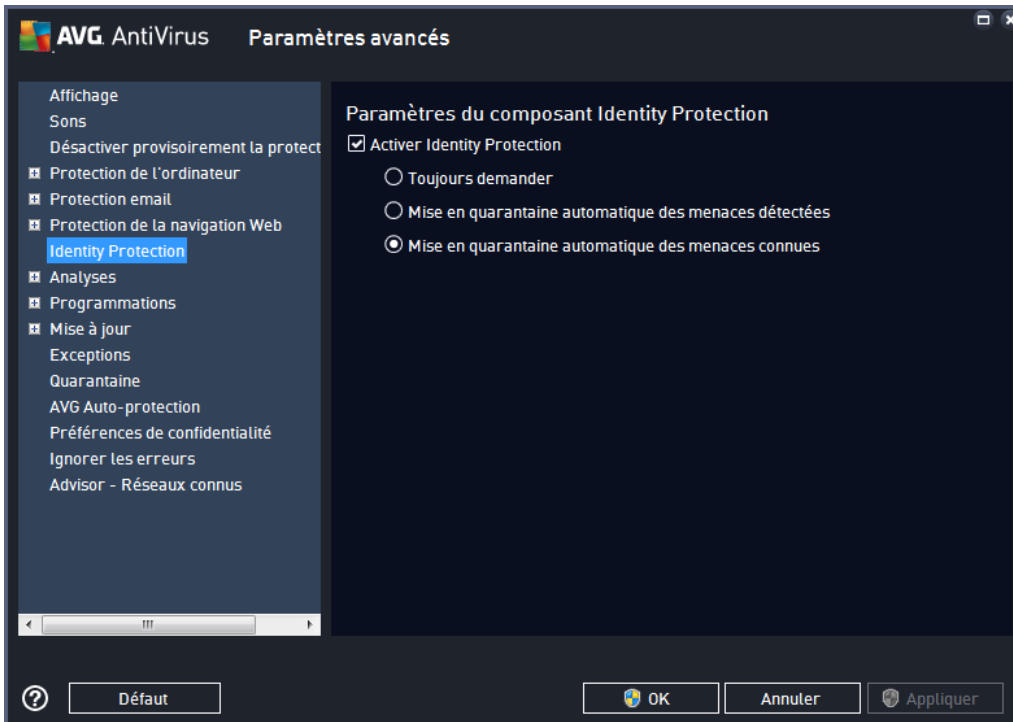 AVG. AntiVirus Paramètres avancés
Affichage
Sons
Désactiver provisoirement la protect
Protection de l'ordinateur
Protection email
Protection de la navigation Web
Identity Protection
Analyses
Programmations
Mise à jour
Exceptions
Quarantaine
AVG Auto-protection
Préférences de confidentialité
Ignorer les erreurs
Advisor - Réseaux connus
Paramètres du composant Identity Protection
Activer Identity Protection
Toujours demander
Mise en quarantaine automatique des menaces détectées
Mise en quarantaine automatique des menaces connues
? Défaut OK Annuler Appliquer